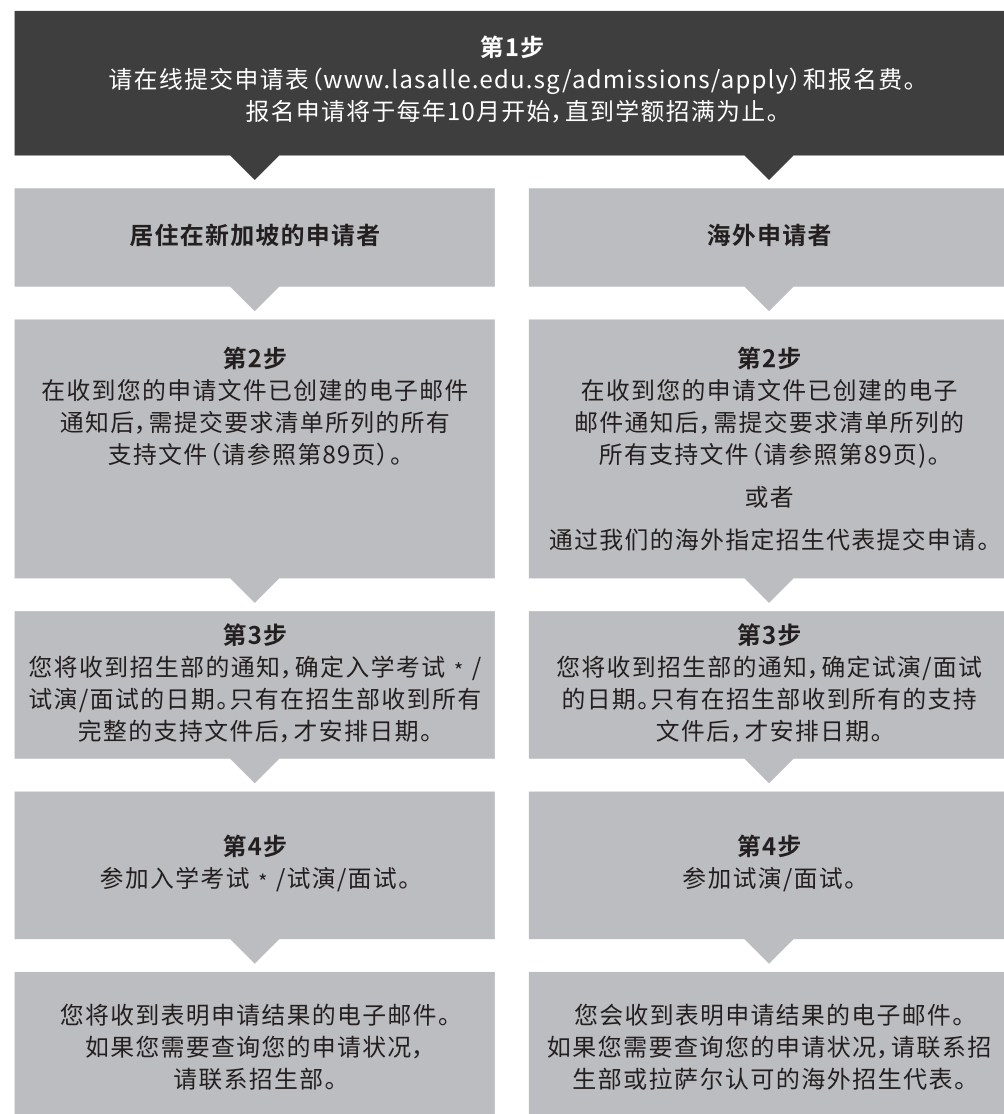 第1步
请在线提交申请表（www.lasalle.edu.sg/admissions/apply）和报名费。
报名申请将于每年10月开始，直到学额招满为止。
居住在新加坡的申请者
第2步
在收到您的申请文件已创建的电子邮件
通知后，需提交要求清单所列的所有
支持文件（请参照第89页）。
第3步
您将收到招生部的通知，确定入学考试 * /
试演/面试的日期。只有在招生部收到所有
完整的支持文件后，才安排日期。
第4步
参加入学考试 * /试演/面试。
您将收到表明申请结果的电子邮件。
如果您需要查询您的申请状况，
请联系招生部。
海外申请者
第2步
在收到您的申请文件已创建的电子
邮件通知后，需提交要求清单所列的
所有支持文件（请参照第89页)。
或者
通过我们的海外指定招生代表提交申请。
第3步
您将收到招生部的通知，确定试演/面试
的日期。只有在招生部收到所有的支持
文件后，才安排日期。
第4步
参加试演/面试。
您会收到表明申请结果的电子邮件。
如果您需要查询您的申请状况，请联系招
生部或拉萨尔认可的海外招生代表。